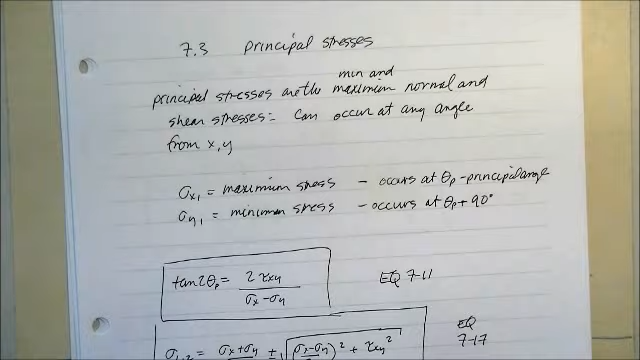 7.3 principal stresses
min and
principal stresses are the maximum normal and
shear stresses - can occur at any angle
from x, y
σx₁ = maximum stress - occurs at θp - principal angle
σy₁ = minimum stress - occurs at θp + 90°
tan 2θp = 2τxy / (σx - σy)
EQ 7-11
σ₁,₂ = σx + σy ± √(σx - σy)² + τxy²
EQ
7-17